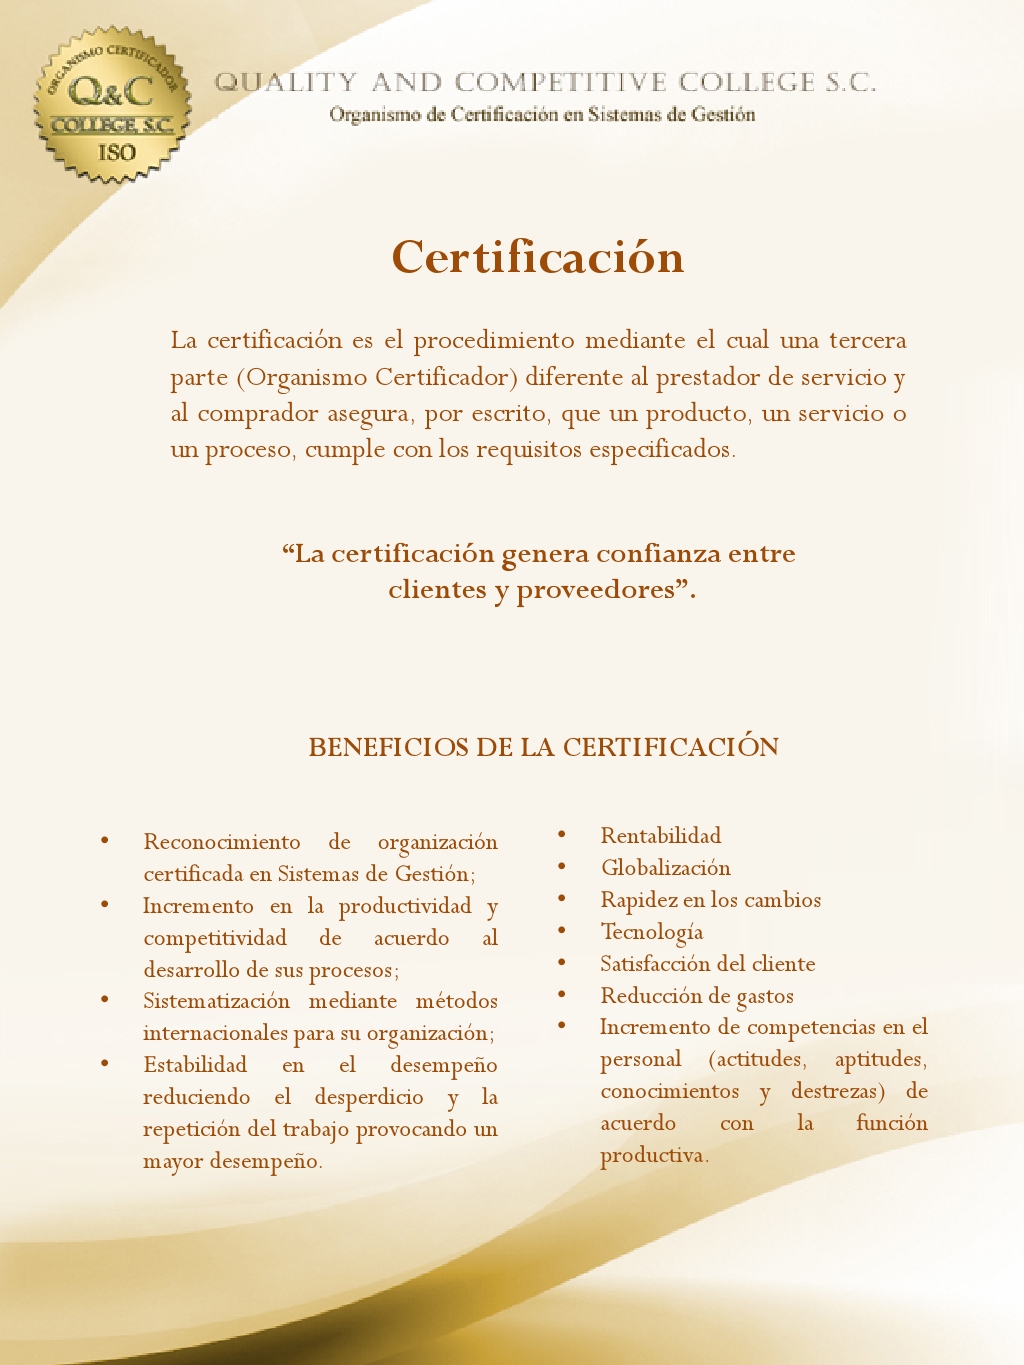 ORGANISMO CERTIFICADOR
Q&C
COLLEGE, S.C.
ISO
QUALITY AND COMPETITIVE COLLEGE S.C.
Organismo de Certificación en Sistemas de Gestión
Certificación
La certificación es el procedimiento mediante el cual una tercera
parte (Organismo Certificador) diferente al prestador de servicio y
al comprador asegura, por escrito, que un producto, un servicio o
un proceso, cumple con los requisitos especificados.
“La certificación genera confianza entre
clientes y proveedores”.
BENEFICIOS DE LA CERTIFICACIÓN
• Reconocimiento de organización
certificada en Sistemas de Gestión;
• Incremento en la productividad y
competitividad de acuerdo al
desarrollo de sus procesos;
• Sistematización mediante métodos
internacionales para su organización;
• Estabilidad en el desempeño
reduciendo el desperdicio y la
repetición del trabajo provocando un
mayor desempeño.
• Rentabilidad
• Globalización
• Rapidez en los cambios
• Tecnología
• Satisfacción del cliente
• Reducción de gastos
• Incremento de competencias en el
personal (actitudes, aptitudes,
conocimientos y destrezas) de
acuerdo con la función
productiva.